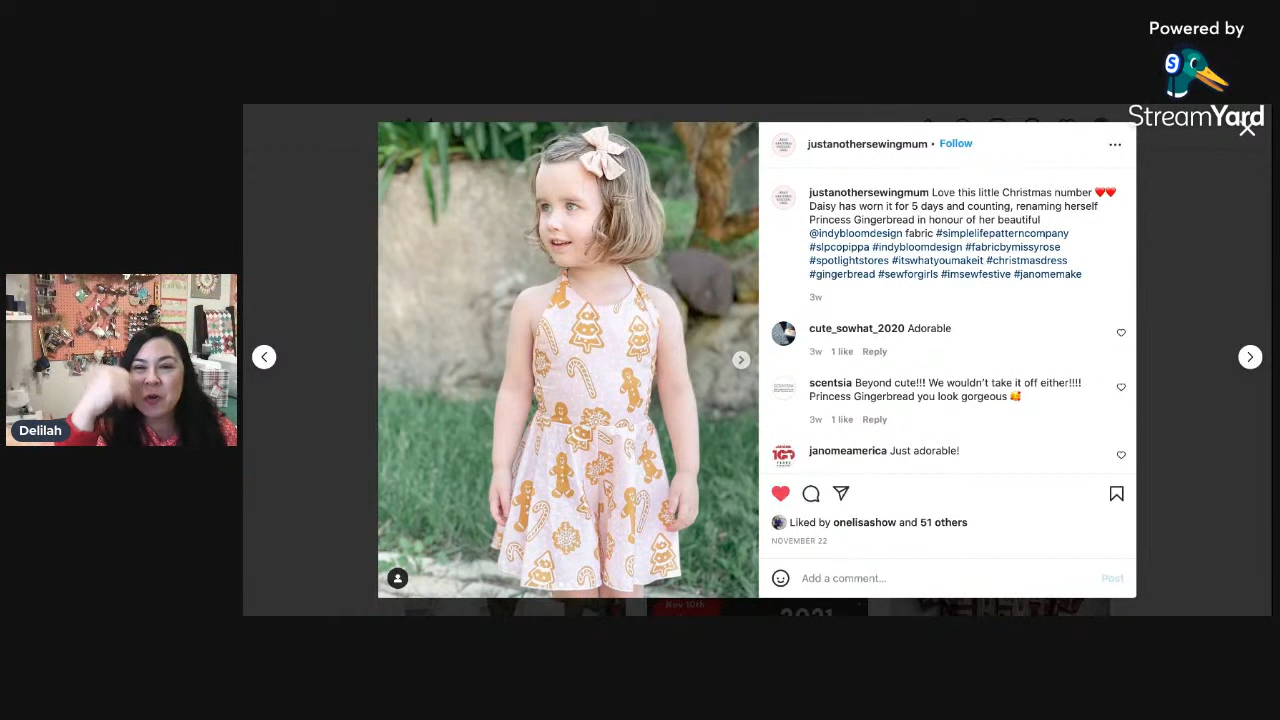 Powered by
StreamYard
justanothersewingmum • Follow
justanothersewingmum Love this little Christmas number ❤️❤️
Daisy has worn it for 5 days and counting, renaming herself
Princess Gingerbread in honour of her beautiful
@indybloomdesign fabric #simplelifepatterncompany
#slpcopippa #indybloomdesign #fabricbymissyrose
#spotlightstores #itswhatyoumakeit #christmasdress
#gingerbread #sewforgirls #imsewfestive #janomemake
3w
cute_sowhat_2020 Adorable
3w 1 like Reply
scentsia Beyond cute!!! We wouldn't take it off either!!!!
Princess Gingerbread you look gorgeous 🥰
3w 1 like Reply
janomeamerica Just adorable!
Liked by onelisashow and 51 others
NOVEMBER 22
Add a comment... Post
Delilah
Nov 10th
2021